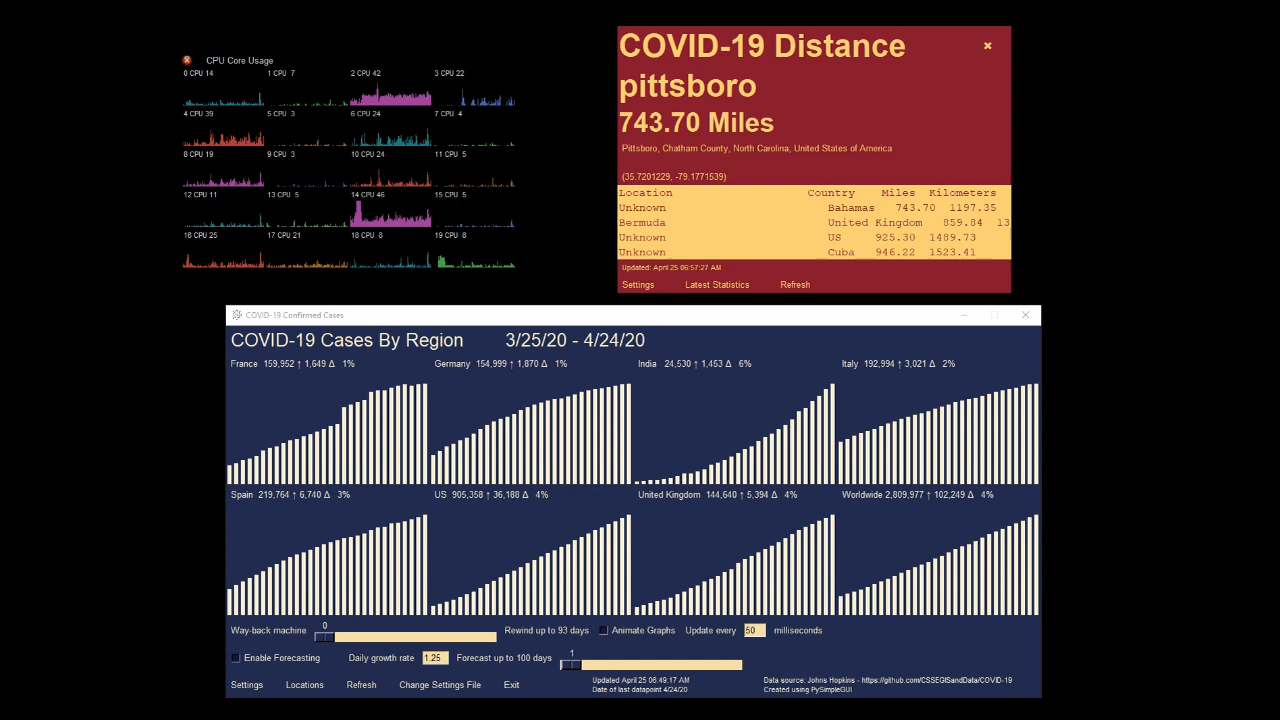 CPU Core Usage
0 CPU 14 1 CPU 7 2 CPU 42 3 CPU 22
4 CPU 39 5 CPU 3 6 CPU 24 7 CPU 4
8 CPU 19 9 CPU 3 10 CPU 24 11 CPU 5
12 CPU 11 13 CPU 5 14 CPU 46 15 CPU 5
16 CPU 25 17 CPU 21 18 CPU 8 19 CPU 8
COVID-19 Distance
pittsboro
743.70 Miles
Pittsboro, Chatham County, North Carolina, United States of America
(35.7201229, -79.1771539)
Location Country Miles Kilometers
Unknown Bahamas 743.70 1197.35
Bermuda United Kingdom 859.84 13
Unknown US 925.30 1489.73
Unknown Cuba 946.22 1523.41
Updated: April 25 06:57:27 AM
Settings Latest Statistics Refresh
COVID-19 Confirmed Cases
COVID-19 Cases By Region 3/25/20 - 4/24/20
France 159,952 ↑ 1,649 Δ 1% Germany 154,999 ↑ 1,870 Δ 1% India 24,530 ↑ 1,453 Δ 6% Italy 192,994 ↑ 3,021 Δ 2%
Spain 219,764 ↑ 6,740 Δ 3% US 905,358 ↑ 36,188 Δ 4% United Kingdom 144,640 ↑ 5,394 Δ 4% Worldwide 2,809,977 ↑ 102,249 Δ 4%
0
Way-back machine Rewind up to 93 days Animate Graphs Update every 50 milliseconds
1
Enable Forecasting Daily growth rate 1.25 Forecast up to 100 days
Settings Locations Refresh Change Settings File Exit
Updated April 25 06:49:17 AM
Date of last datapoint 4/24/20
Data source: Johns Hopkins - https://github.com/CSSEGISandData/COVID-19
Created using PySimpleGUI